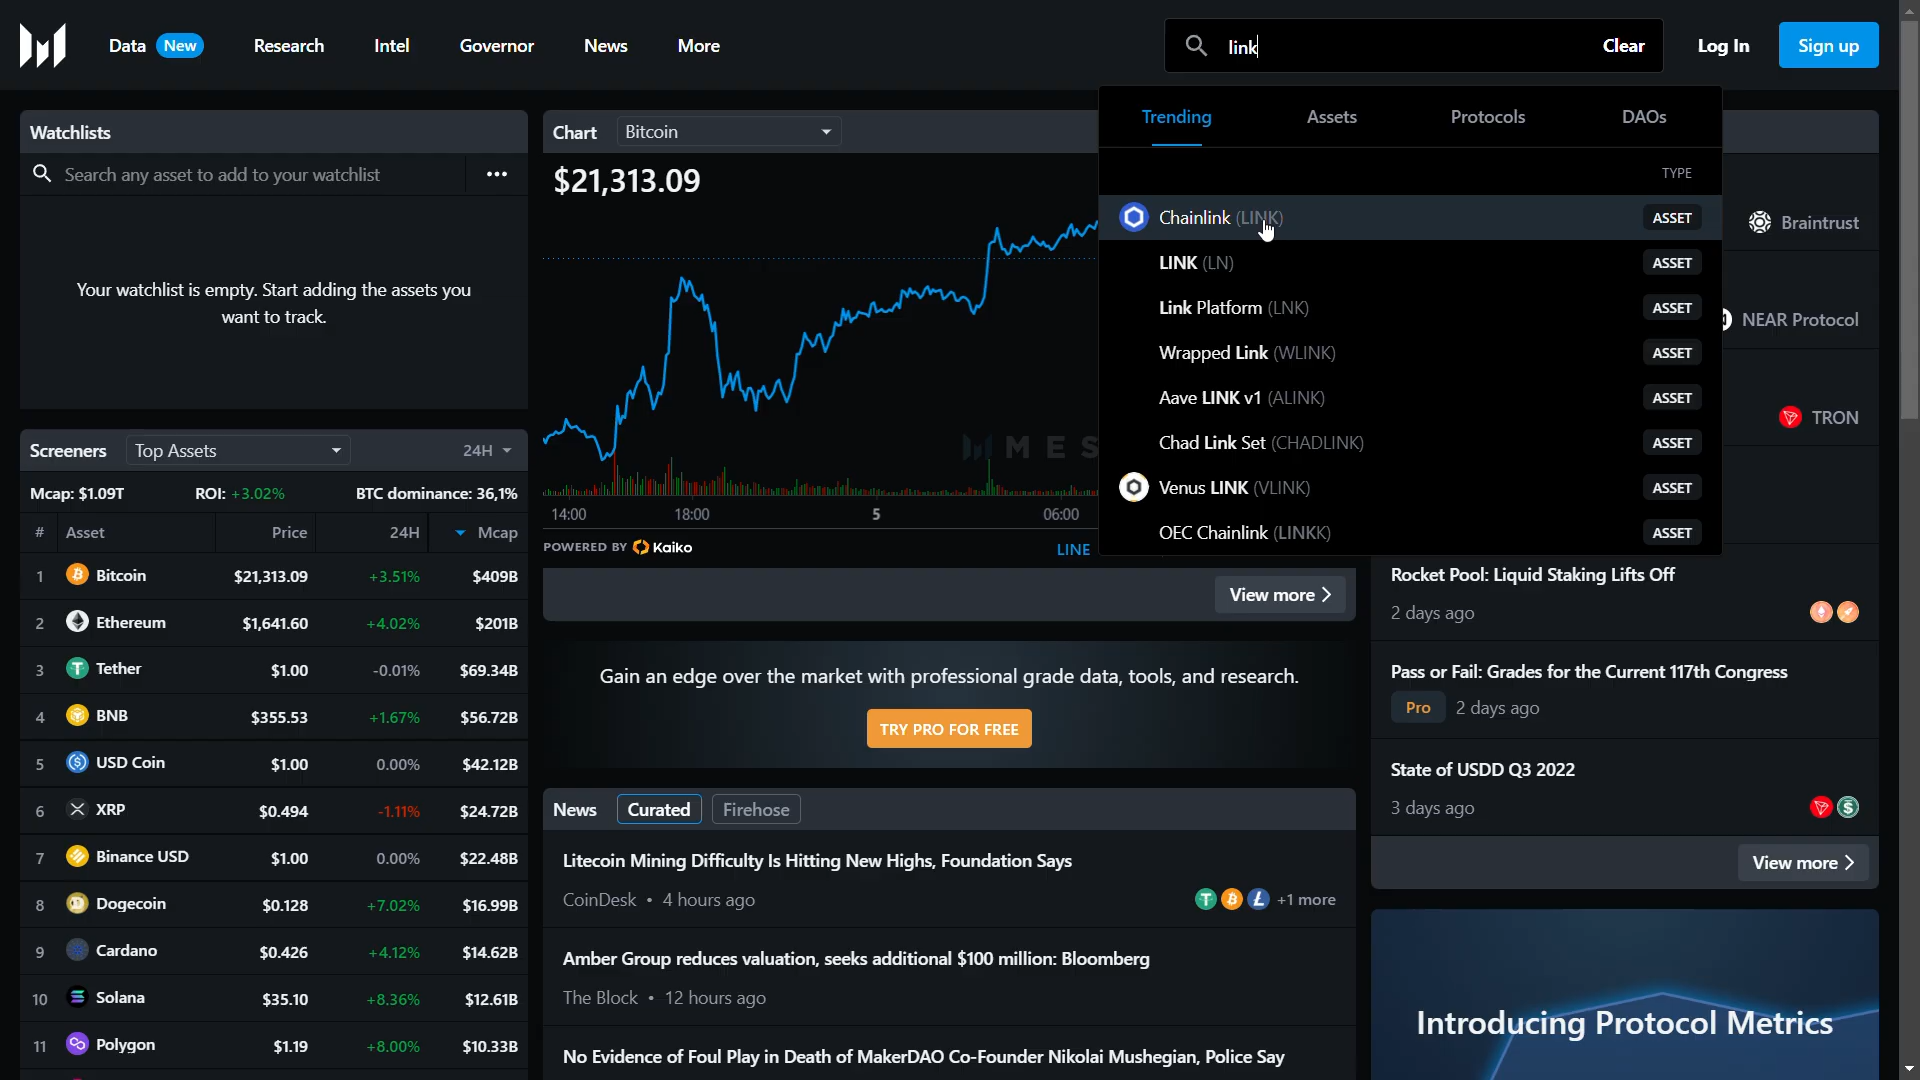 Data New Research Intel Governor News More
link Clear Log In Sign up
Watchlists
Search any asset to add to your watchlist •••
Your watchlist is empty. Start adding the assets you
want to track.
Screeners Top Assets 24H
Mcap: $1.09T ROI: +3.02% BTC dominance: 36,1%
# Asset Price 24H Mcap
1 Bitcoin $21,313.09 +3.51% $409B
2 Ethereum $1,641.60 +4.02% $201B
3 Tether $1.00 -0.01% $69.34B
4 BNB $355.53 +1.67% $56.72B
5 USD Coin $1.00 0.00% $42.12B
6 XRP $0.494 -1.11% $24.72B
7 Binance USD $1.00 0.00% $22.48B
8 Dogecoin $0.128 +7.02% $16.99B
9 Cardano $0.426 +4.12% $14.62B
10 Solana $35.10 +8.36% $12.61B
11 Polygon $1.19 +8.00% $10.33B
Chart Bitcoin
$21,313.09
MES
14:00 18:00 5 06:00
POWERED BY Kaiko LINE
View more
Gain an edge over the market with professional grade data, tools, and research.
TRY PRO FOR FREE
News Curated Firehose
Litecoin Mining Difficulty Is Hitting New Highs, Foundation Says
CoinDesk • 4 hours ago +1 more
Amber Group reduces valuation, seeks additional $100 million: Bloomberg
The Block • 12 hours ago
No Evidence of Foul Play in Death of MakerDAO Co-Founder Nikolai Mushegian, Police Say
Trending Assets Protocols DAOs
TYPE
Chainlink (LINK) ASSET
LINK (LN) ASSET
Link Platform (LNK) ASSET
Wrapped Link (WLINK) ASSET
Aave LINK v1 (ALINK) ASSET
Chad Link Set (CHADLINK) ASSET
Venus LINK (VLINK) ASSET
OEC Chainlink (LINKK) ASSET
Braintrust
NEAR Protocol
TRON
Rocket Pool: Liquid Staking Lifts Off
2 days ago
Pass or Fail: Grades for the Current 117th Congress
Pro 2 days ago
State of USDD Q3 2022
3 days ago
View more
Introducing Protocol Metrics